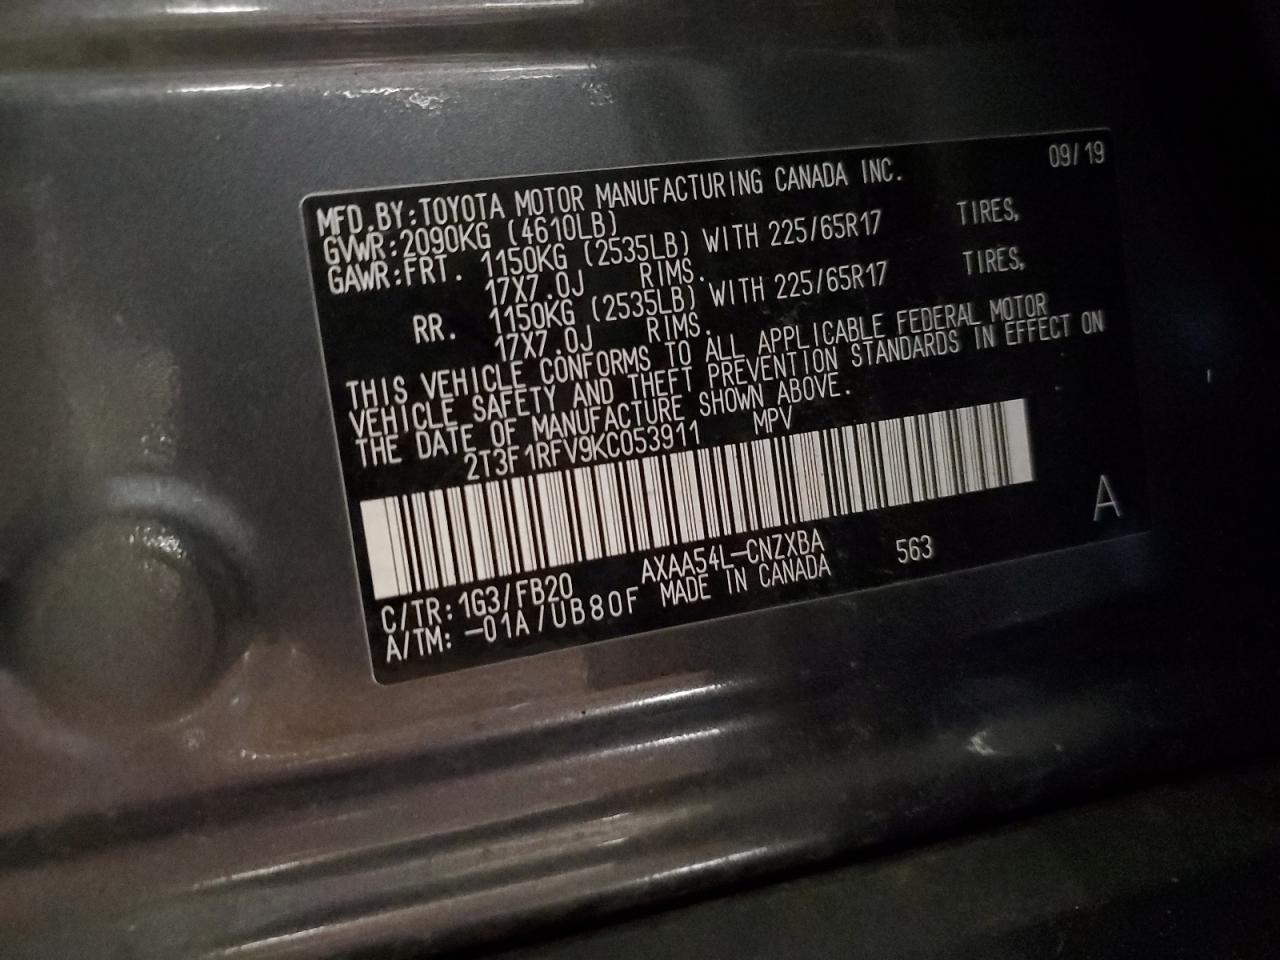 09/19
MFD.BY:TOYOTA MOTOR MANUFACTURING CANADA INC.
GVWR:2090KG (4610LB)
GAWR:FRT. 1150KG (2535LB) WITH 225/65R17 TIRES,
17X7.0J RIMS.
RR. 1150KG (2535LB) WITH 225/65R17 TIRES,
17X7.0J RIMS.
THIS VEHICLE CONFORMS TO ALL APPLICABLE FEDERAL MOTOR
VEHICLE SAFETY AND THEFT PREVENTION STANDARDS IN EFFECT ON
THE DATE OF MANUFACTURE SHOWN ABOVE.
2T3F1RFV9KC053911 MPV
A
C/TR:1G3/FB20 AXAA54L-CNZXBA 563
A/TM:-01A/UB80F MADE IN CANADA